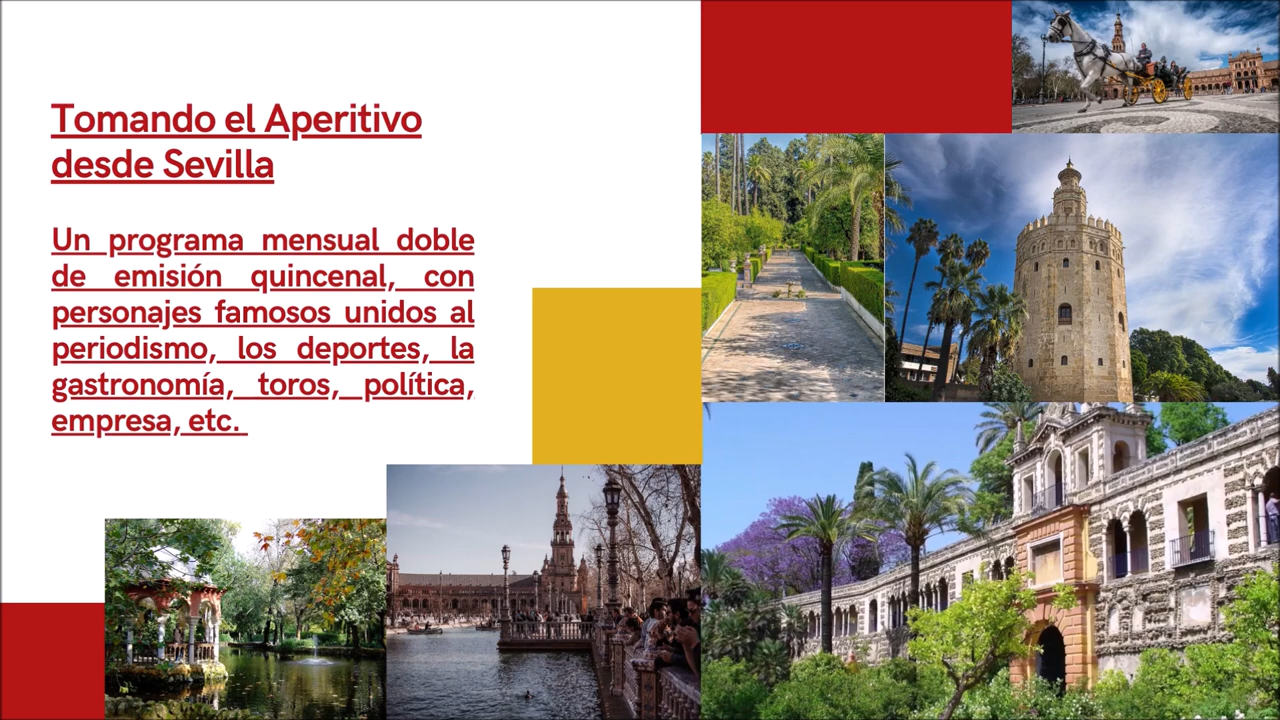 Tomando el Aperitivo
desde Sevilla
Un programa mensual doble
de emisión quincenal, con
personajes famosos unidos al
periodismo, los deportes, la
gastronomía, toros, política,
empresa, etc.